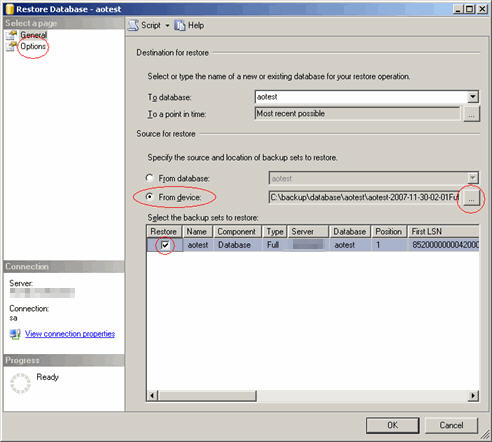 Restore Database - aotest
Select a page
General
Options
Script
Help
Destination for restore
Select or type the name of a new or existing database for your restore operation.
To database:
aotest
To a point in time:
Most recent possible
...
Source for restore
Specify the source and location of backup sets to restore.
From database:
aotest
From device:
C:\backup\database\aotest\aotest-2007-11-30-02-01Ful
...
Select the backup sets to restore:
Restore Name Component Type Server Database Position First LSN
aotest Database Full aotest 1 8520000000042000
Connection
Server:
Connection:
sa
View connection properties
Progress
Ready
OK
Cancel